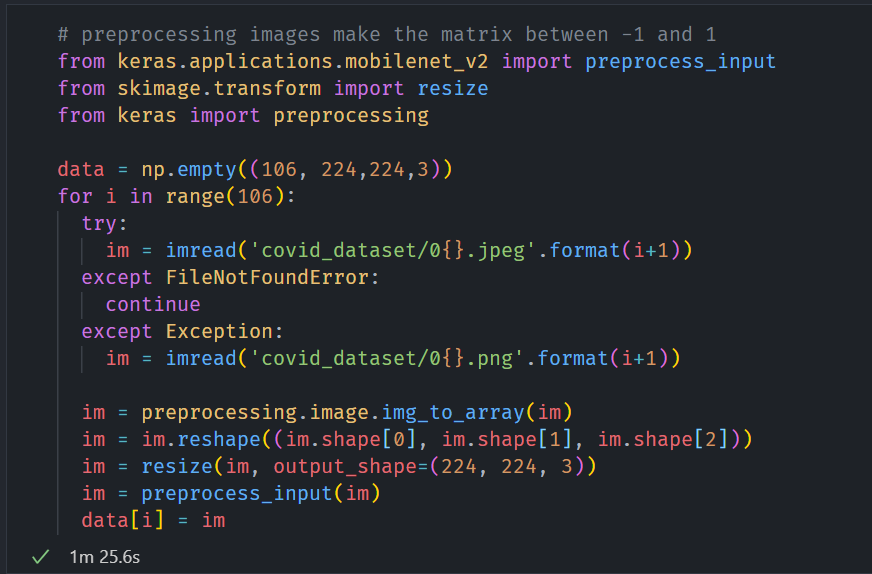 # preprocessing images make the matrix between -1 and 1
from keras.applications.mobilenet_v2 import preprocess_input
from skimage.transform import resize
from keras import preprocessing

data = np.empty((106, 224,224,3))
for i in range(106):
  try:
    im = imread('covid_dataset/0{}.jpeg'.format(i+1))
  except FileNotFoundError:
    continue
  except Exception:
    im = imread('covid_dataset/0{}.png'.format(i+1))

  im = preprocessing.image.img_to_array(im)
  im = im.reshape((im.shape[0], im.shape[1], im.shape[2]))
  im = resize(im, output_shape=(224, 224, 3))
  im = preprocess_input(im)
  data[i] = im
1m 25.6s